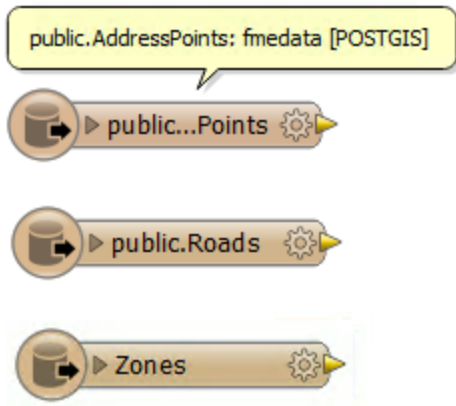 public.AddressPoints: fmedata [POSTGIS]
public...Points
public.Roads
Zones